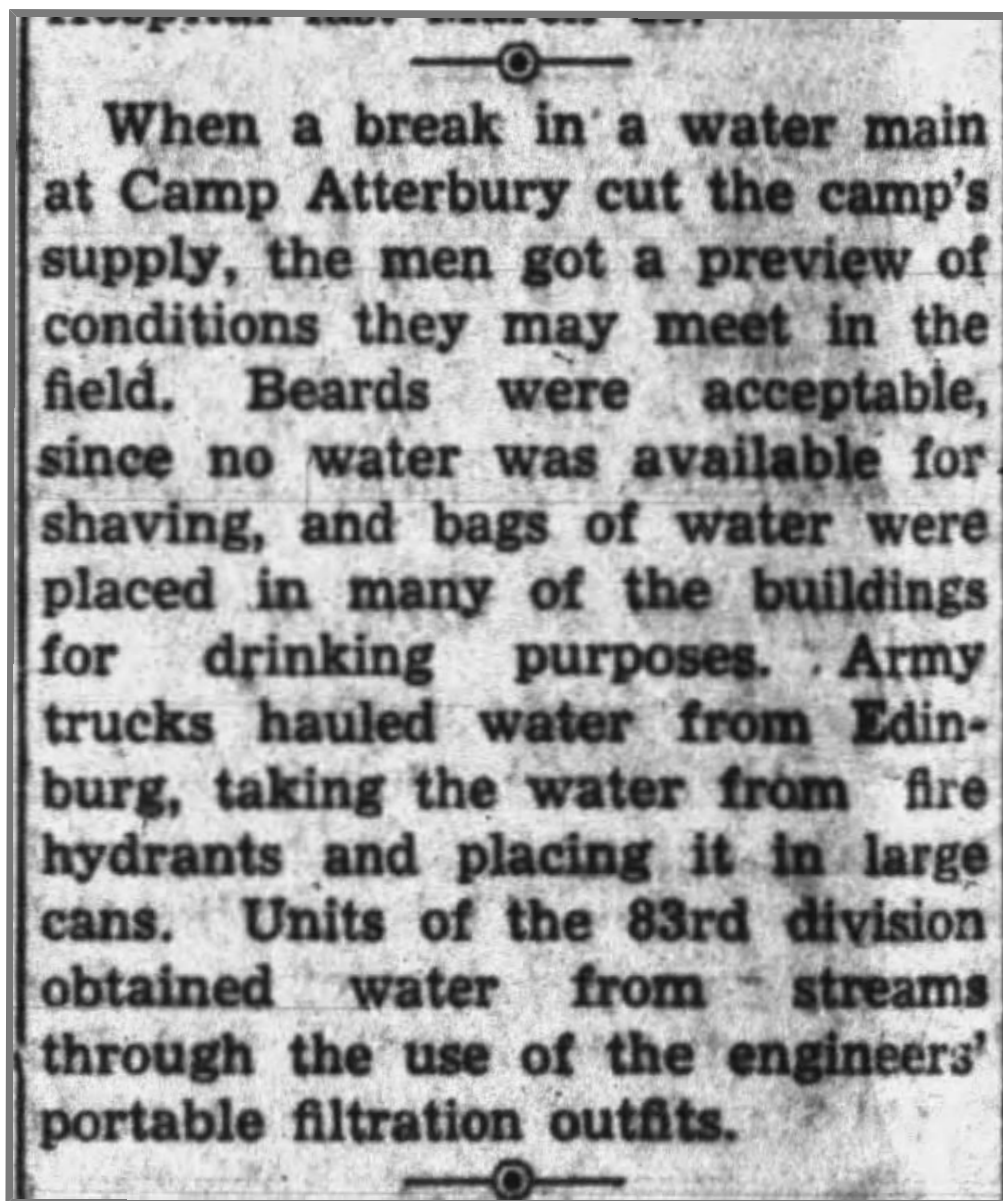 When a break in a water main
at Camp Atterbury cut the camp's
supply, the men got a preview of
conditions they may meet in the
field. Beards were acceptable,
since no water was available for
shaving, and bags of water were
placed in many of the buildings
for drinking purposes. Army
trucks hauled water from Edin-
burg, taking the water from fire
hydrants and placing it in large
cans. Units of the 83rd division
obtained water from streams
through the use of the engineers'
portable filtration outfits.